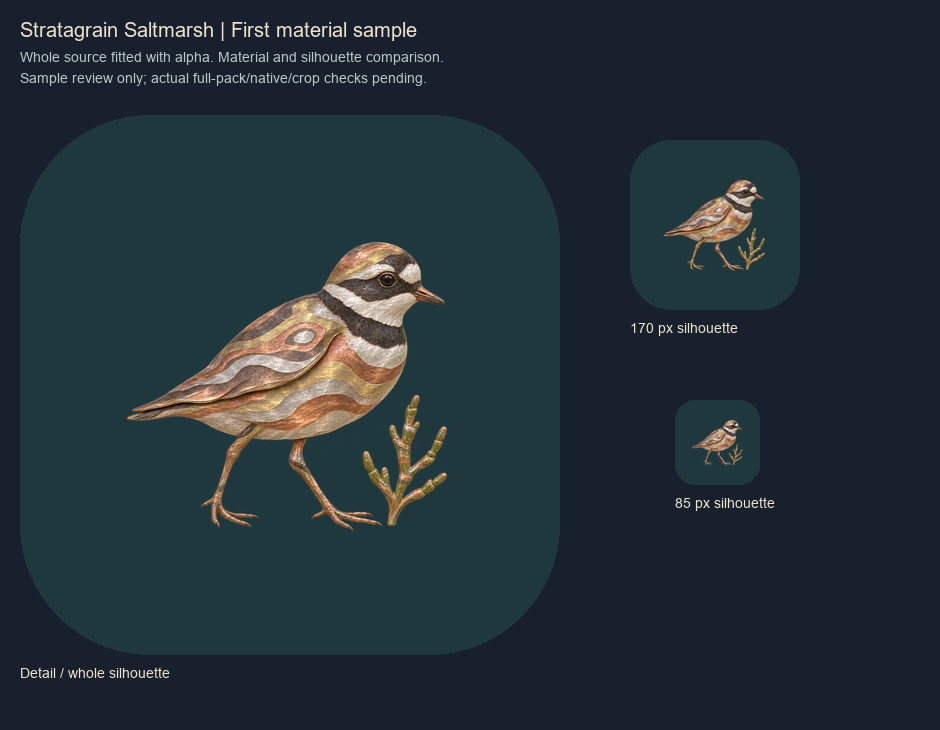 Stratagrain Saltmarsh | First material sample
Whole source fitted with alpha. Material and silhouette comparison.
Sample review only; actual full-pack/native/crop checks pending.
170 px silhouette
85 px silhouette
Detail / whole silhouette